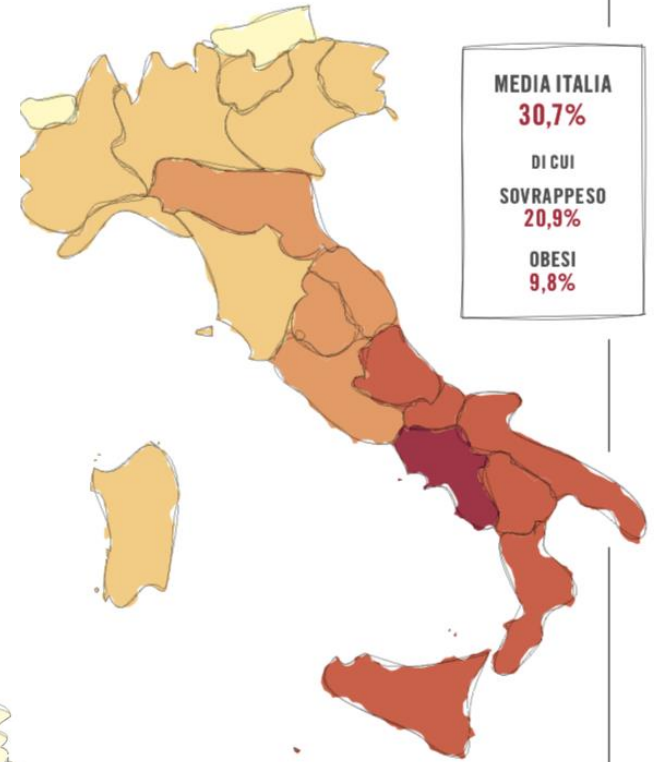 MEDIA ITALIA
30,7%
DI CUI
SOVRAPPESO
20,9%
OBESI
9,8%